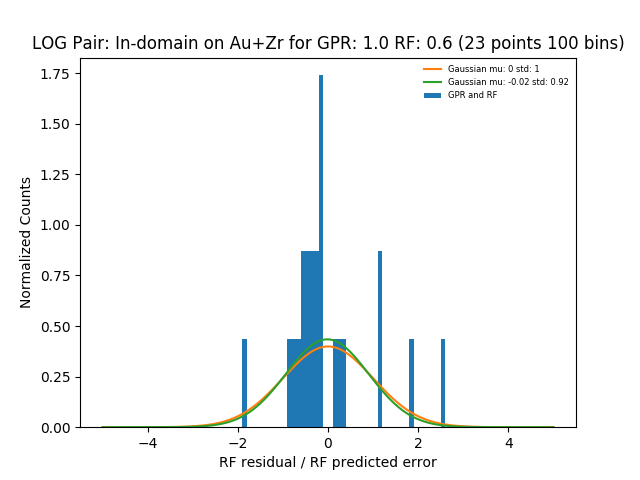 LOG Pair: In-domain on Au+Zr for GPR: 1.0 RF: 0.6 (23 points 100 bins)
Gaussian mu: 0 std: 1
Gaussian mu: -0.02 std: 0.92
GPR and RF
Normalized Counts
1.75
1.50
1.25
1.00
0.75
0.50
0.25
0.00
−4
−2
0
2
4
RF residual / RF predicted error